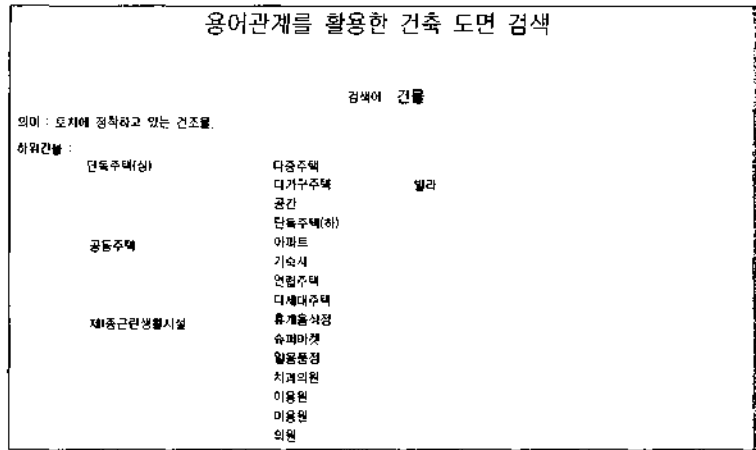 용어관계를 활용한 건축 도면 검색
검색어 건물
의미 : 토지에 정착하고 있는 건조물.
하위건물 :
단독주택(상) 다중주택
다가구주택 빌라
공관
단독주택(하)
공동주택 아파트
기숙사
연립주택
다세대주택
제1종근린생활시설 휴게음식점
슈퍼마켓
일용품점
치과의원
이용원
미용원
의원